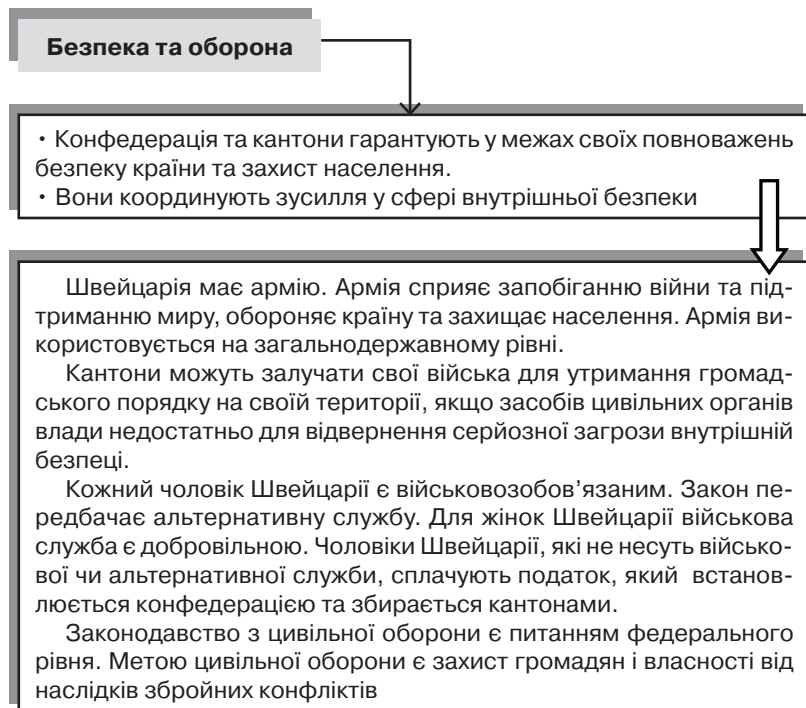 Безпека та оборона
• Конфедерація та кантони гарантують у межах своїх повноважень
безпеку країни та захист населення.
• Вони координують зусилля у сфері внутрішньої безпеки
Швейцарія має армію. Армія сприяє запобіганню війни та під-
триманню миру, обороняє країну та захищає населення. Армія ви-
користовується на загальнодержавному рівні.
Кантони можуть залучати свої війська для утримання громад-
ського порядку на своїй території, якщо засобів цивільних органів
влади недостатньо для відвернення серйозної загрози внутрішній
безпеці.
Кожний чоловік Швейцарії є військовозобов’язаним. Закон пе-
редбачає альтернативну службу. Для жінок Швейцарії військова
служба є добровільною. Чоловіки Швейцарії, які не несуть військо-
вої чи альтернативної служби, сплачують податок, який встанов-
люється конфедерацією та збирається кантонами.
Законодавство з цивільної оборони є питанням федерального
рівня. Метою цивільної оборони є захист громадян і власності від
наслідків збройних конфліктів